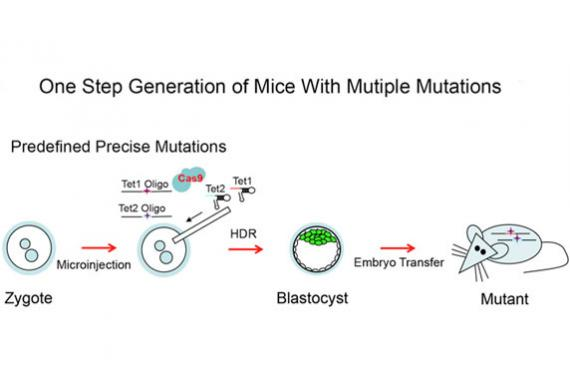 One Step Generation of Mice With Mutiple Mutations
Predefined Precise Mutations
Tet1 Oligo
Cas9
Tet2
Tet1
Tet2 Oligo
HDR
Microinjection
Embryo Transfer
Zygote
Blastocyst
Mutant